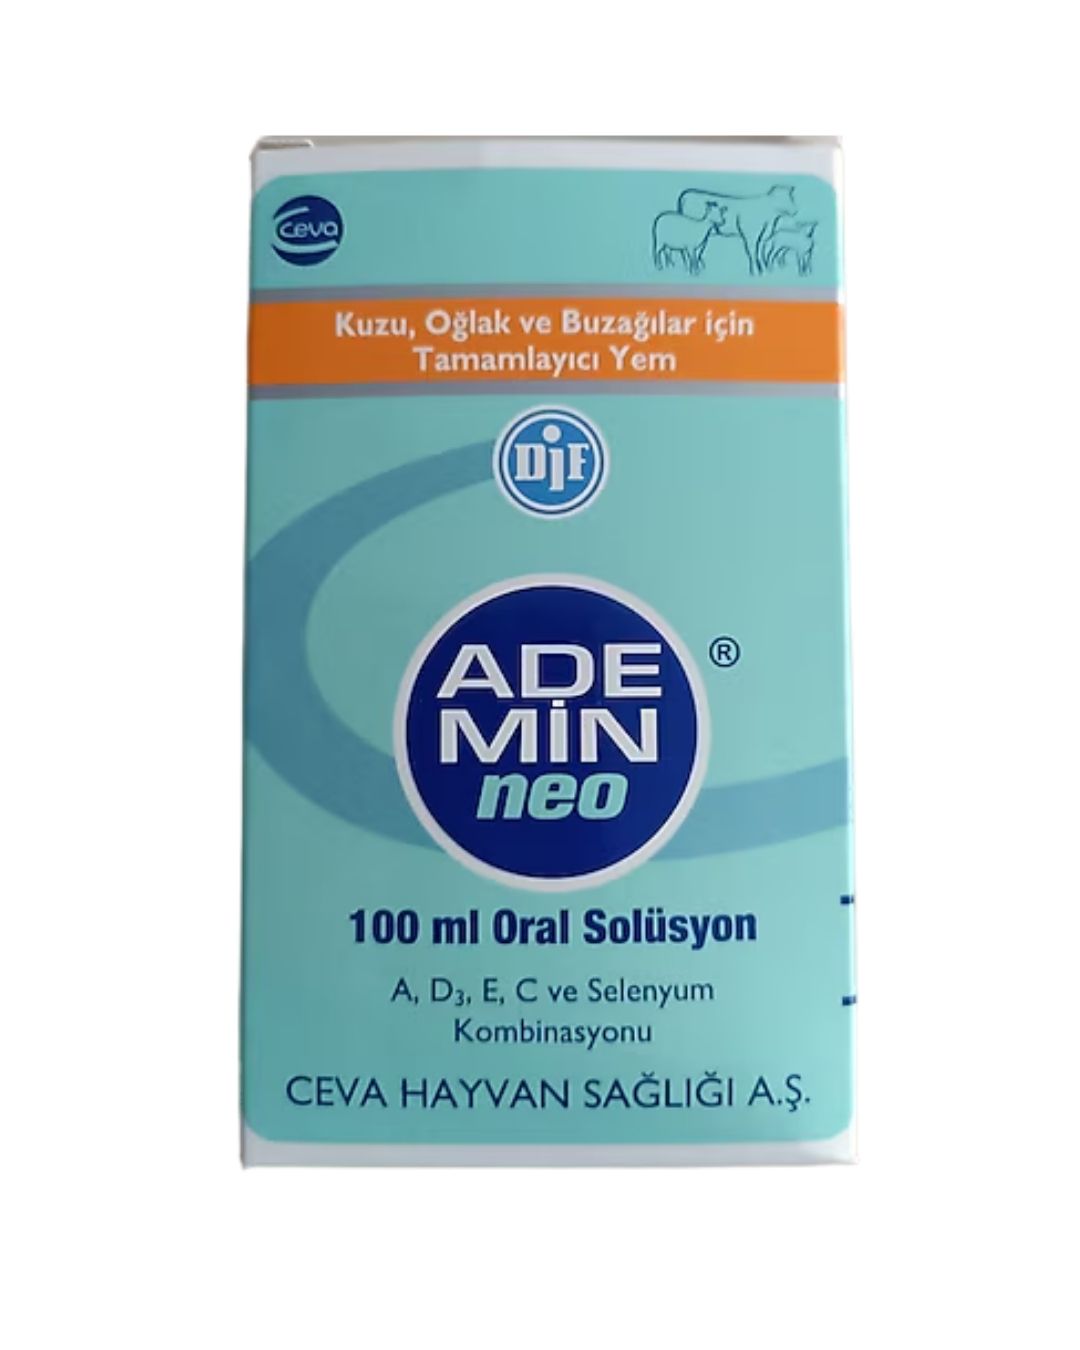 ceva
Kuzu, Oğlak ve Buzağılar için
Tamamlayıcı Yem
DİF
ADE
MİN
neo
®
100 ml Oral Solüsyon
A, D₃, E, C ve Selenyum
Kombinasyonu
CEVA HAYVAN SAĞLIĞI A.Ş.